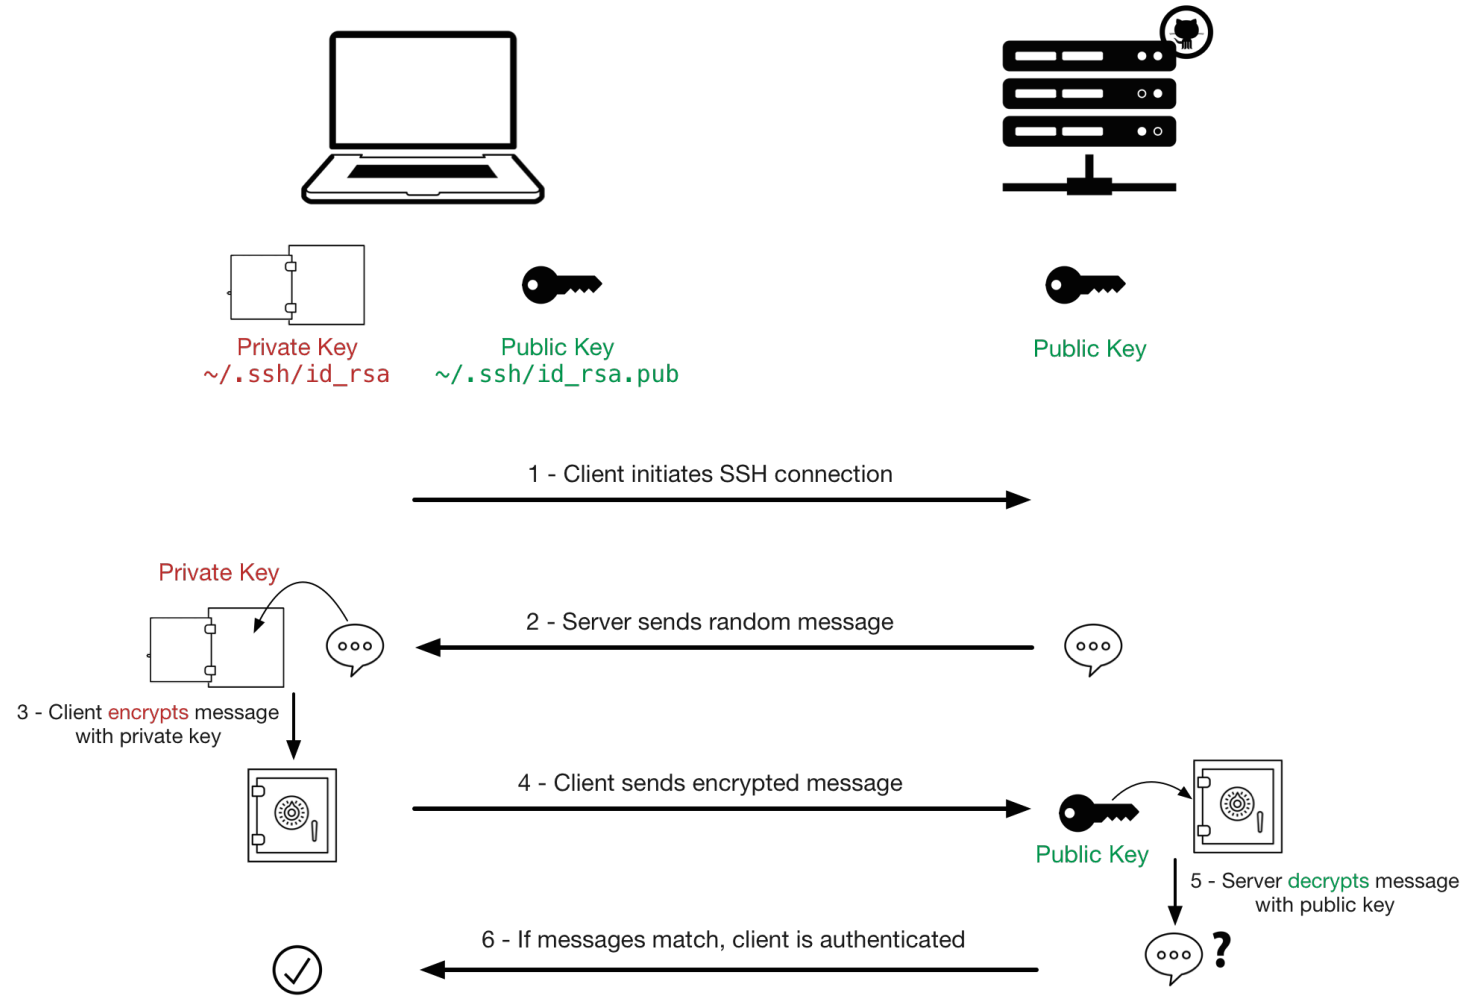 Private Key
~/.ssh/id_rsa
Public Key
~/.ssh/id_rsa.pub
Public Key
1 - Client initiates SSH connection
Private Key
2 - Server sends random message
3 - Client encrypts message
with private key
4 - Client sends encrypted message
Public Key
5 - Server decrypts message
with public key
?
6 - If messages match, client is authenticated